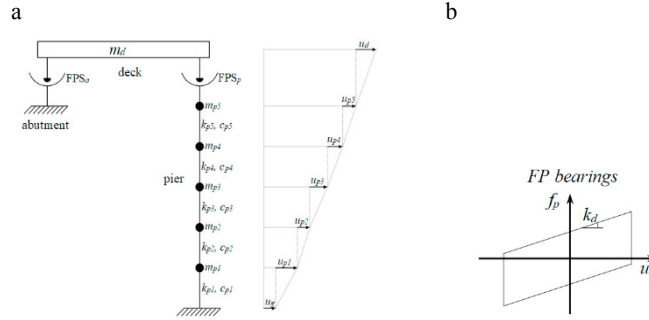 a
b
m_d
deck
FPS_a
FPS_p
abutment
pier
m_p5
k_p5, c_p5
m_p4
k_p4, c_p4
m_p3
k_p3, c_p3
m_p2
k_p2, c_p2
m_p1
k_p1, c_p1
u_d
u_p5
u_p4
u_p3
u_p2
u_p1
u_g
FP bearings
f_p
k_d
u